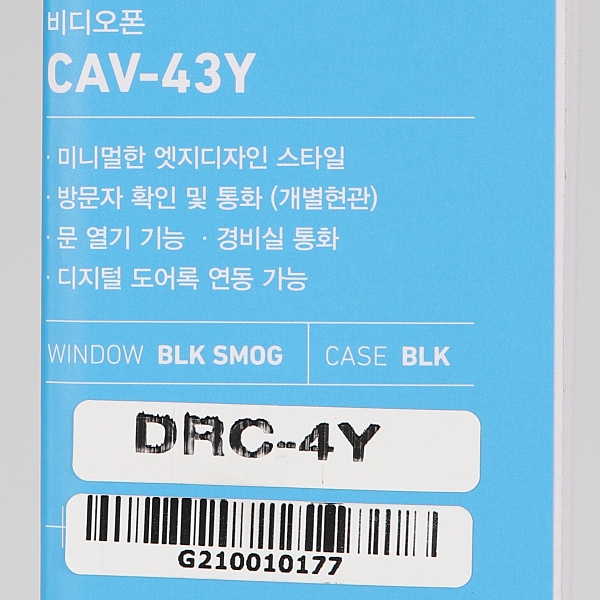 비디오폰
CAV-43Y
· 미니멀한 엣지디자인 스타일
· 방문자 확인 및 통화 (개별현관)
· 문 열기 기능 · 경비실 통화
· 디지털 도어록 연동 가능
WINDOW BLK SMOG CASE BLK
DRC-4Y
G210010177